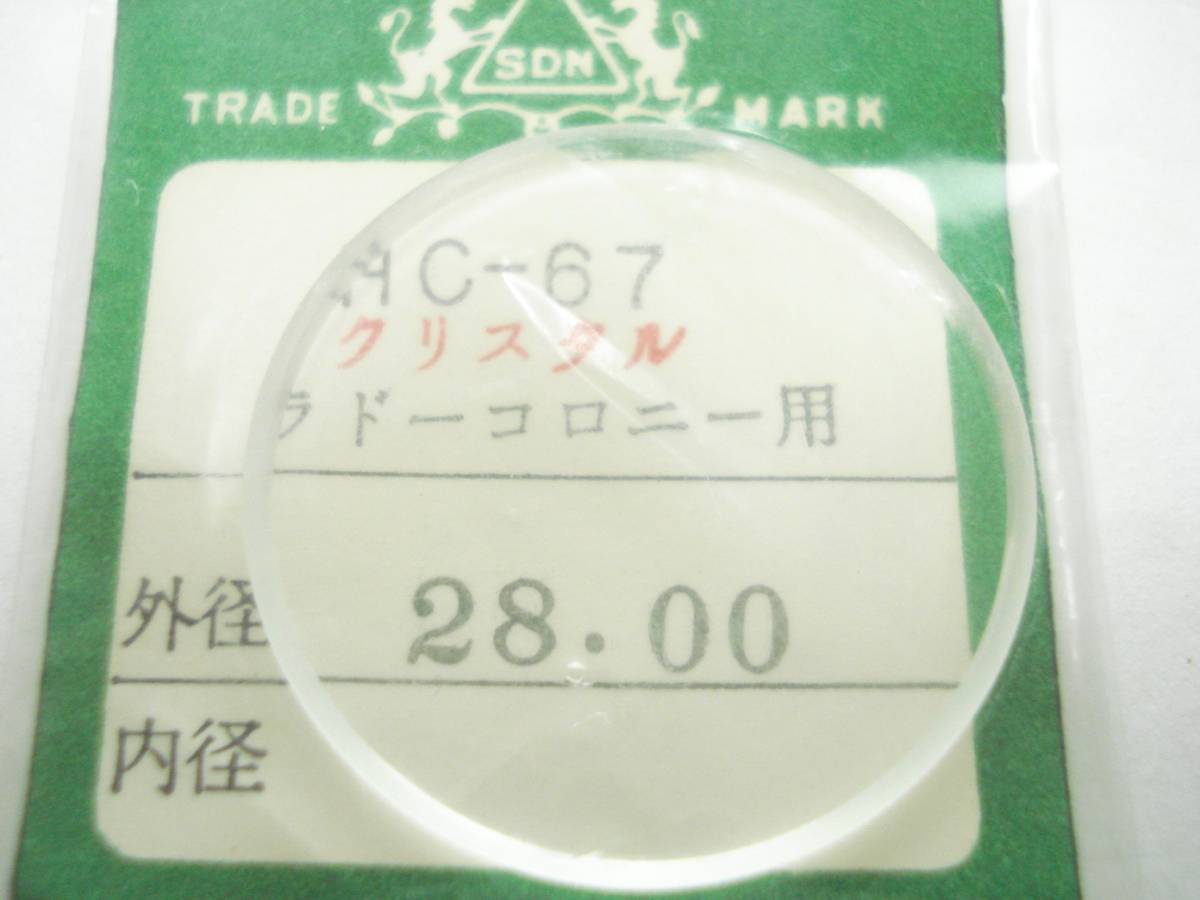 SDN
TRADE MARK
HC-67
クリスタル
ラドーコロニー用
外径 28.00
内径